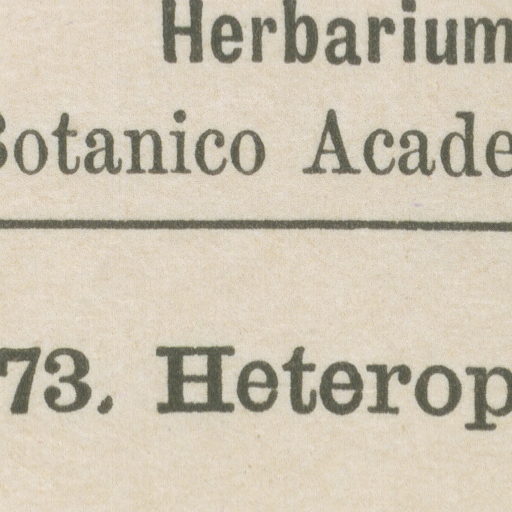 Herbarium
Botanico Acade
73. Heterop